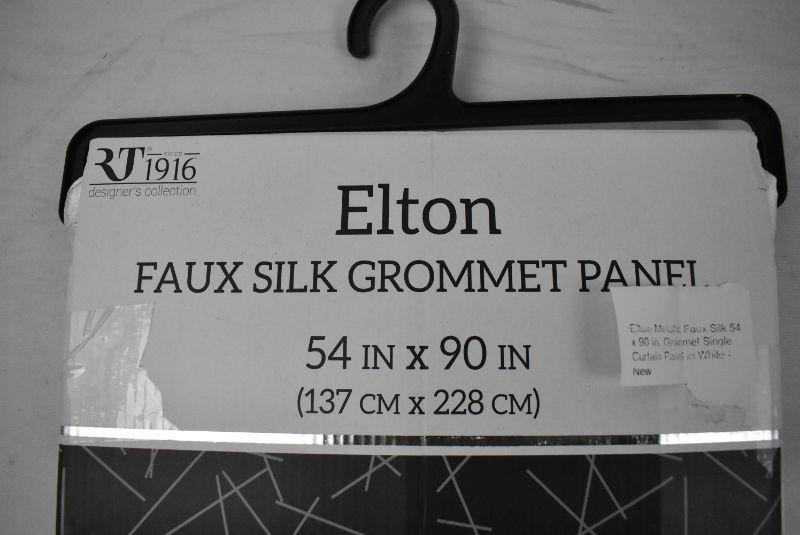 RT® since 1916
designer's collection
Elton
FAUX SILK GROMMET PANEL
54 IN x 90 IN
(137 CM x 228 CM)
Elton Metallic Faux Silk 54
x 90 in. Grommet Single
Curtain Panel in White -
New